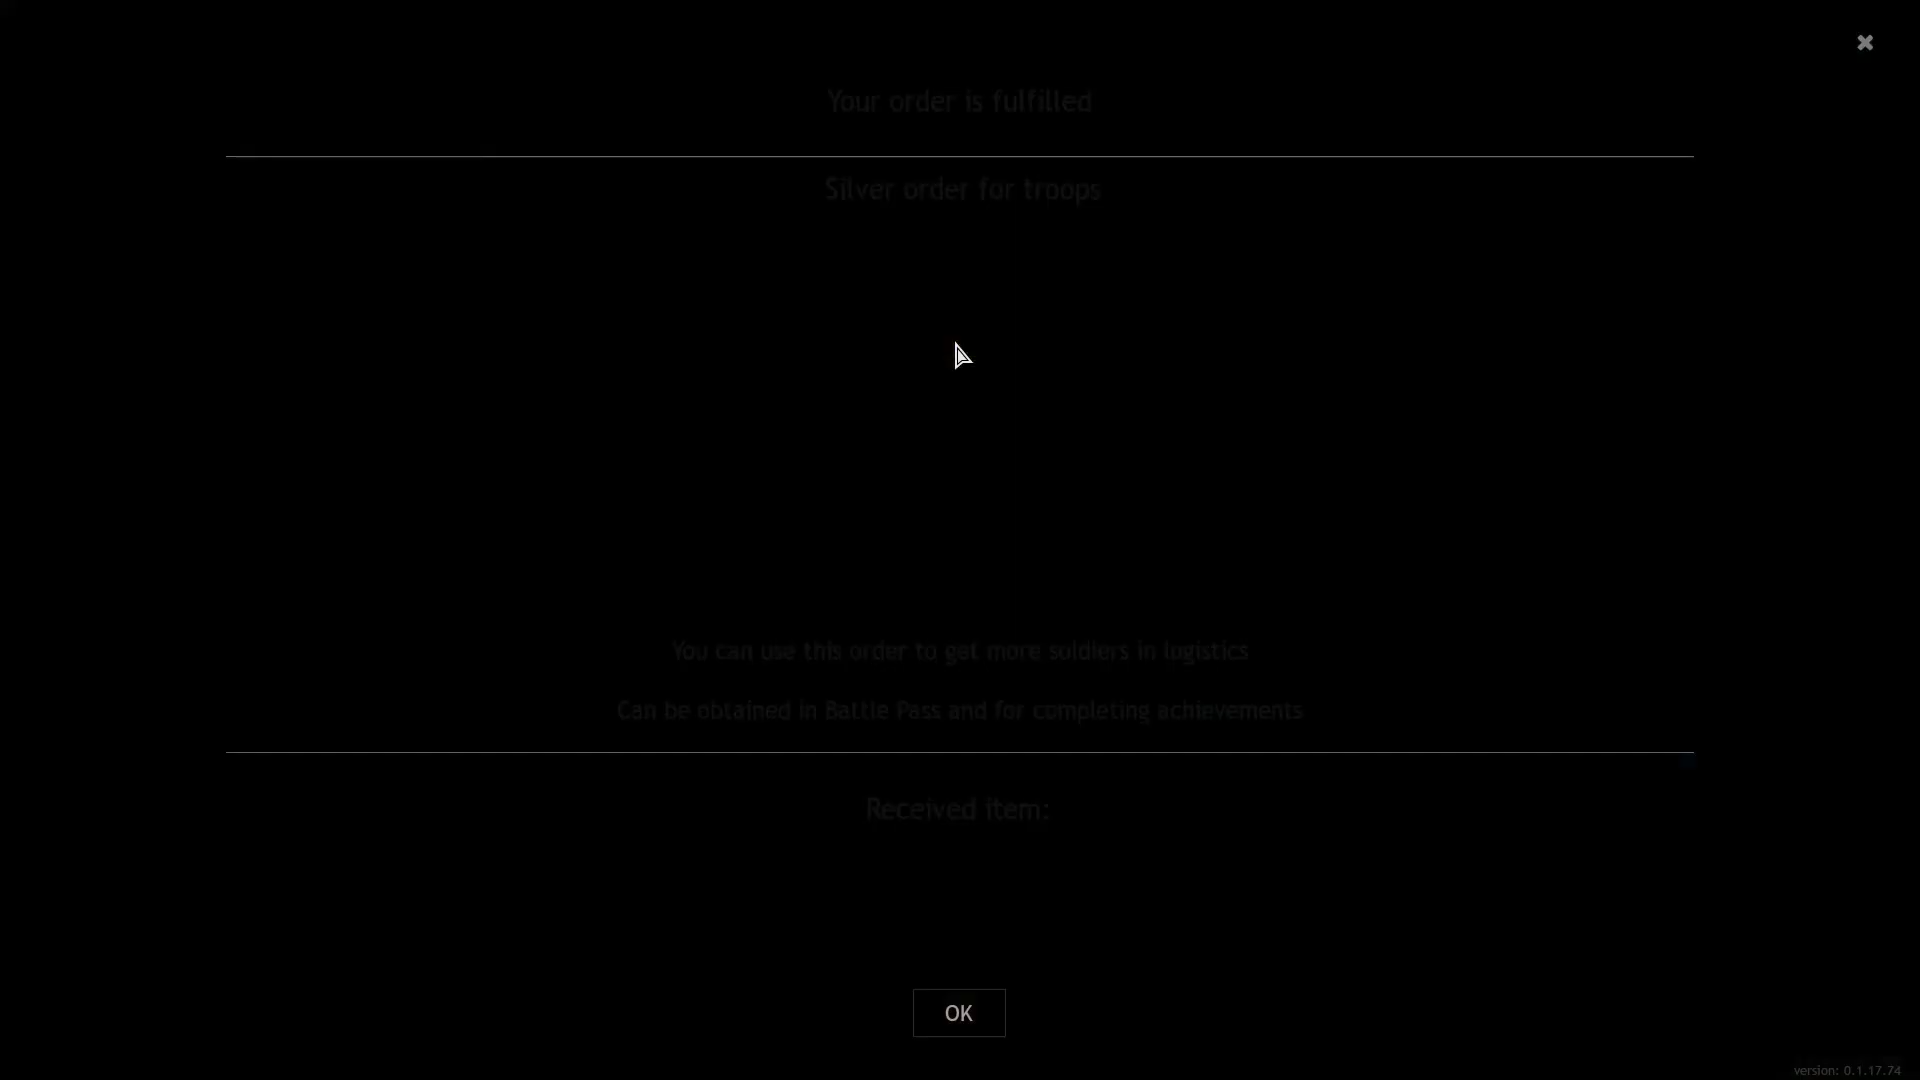 Your order is fulfilled
Silver order for troops
You can use this order to get more soldiers in logistics
Can be obtained in Battle Pass and for completing achievements
Received item:
OK
version: 0.1.17.74